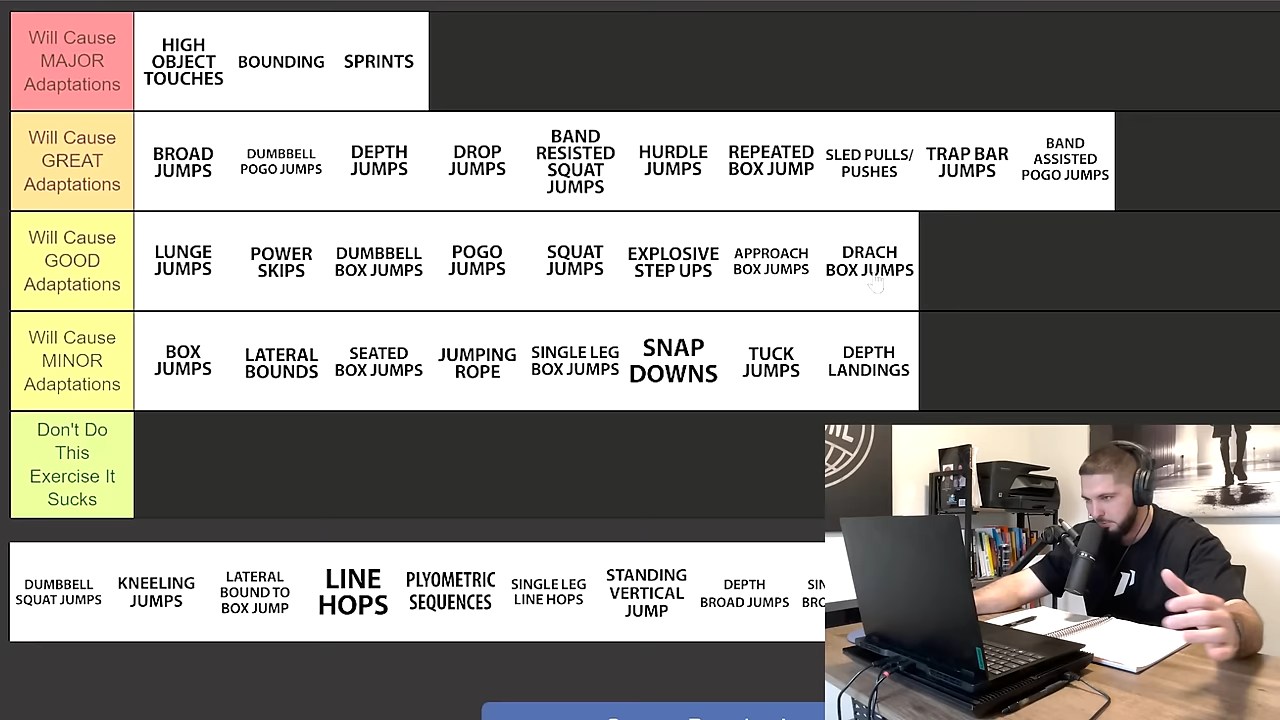 Will Cause
MAJOR
Adaptations
HIGH
OBJECT
TOUCHES
BOUNDING
SPRINTS
Will Cause
GREAT
Adaptations
BROAD
JUMPS
DUMBBELL
POGO JUMPS
DEPTH
JUMPS
DROP
JUMPS
BAND
RESISTED
SQUAT
JUMPS
HURDLE
JUMPS
REPEATED
BOX JUMP
SLED PULLS/
PUSHES
TRAP BAR
JUMPS
BAND
ASSISTED
POGO JUMPS
Will Cause
GOOD
Adaptations
LUNGE
JUMPS
POWER
SKIPS
DUMBBELL
BOX JUMPS
POGO
JUMPS
SQUAT
JUMPS
EXPLOSIVE
STEP UPS
APPROACH
BOX JUMPS
DRACH
BOX JUMPS
Will Cause
MINOR
Adaptations
BOX
JUMPS
LATERAL
BOUNDS
SEATED
BOX JUMPS
JUMPING
ROPE
SINGLE LEG
BOX JUMPS
SNAP
DOWNS
TUCK
JUMPS
DEPTH
LANDINGS
Don't Do
This
Exercise It
Sucks
DUMBBELL
SQUAT JUMPS
KNEELING
JUMPS
LATERAL
BOUND TO
BOX JUMP
LINE
HOPS
PLYOMETRIC
SEQUENCES
SINGLE LEG
LINE HOPS
STANDING
VERTICAL
JUMP
DEPTH
BROAD JUMPS